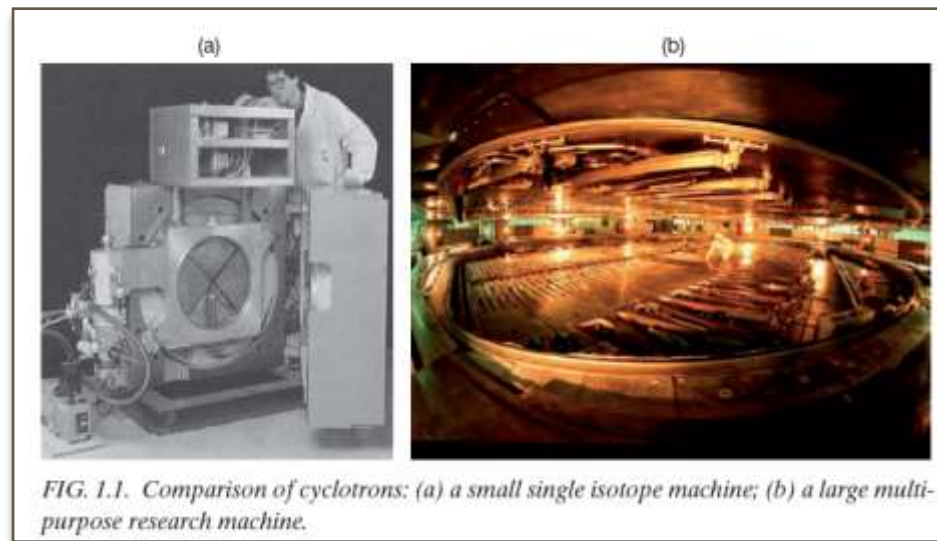 (a)
(b)
FIG. 1.1. Comparison of cyclotrons: (a) a small single isotope machine; (b) a large multi-
purpose research machine.